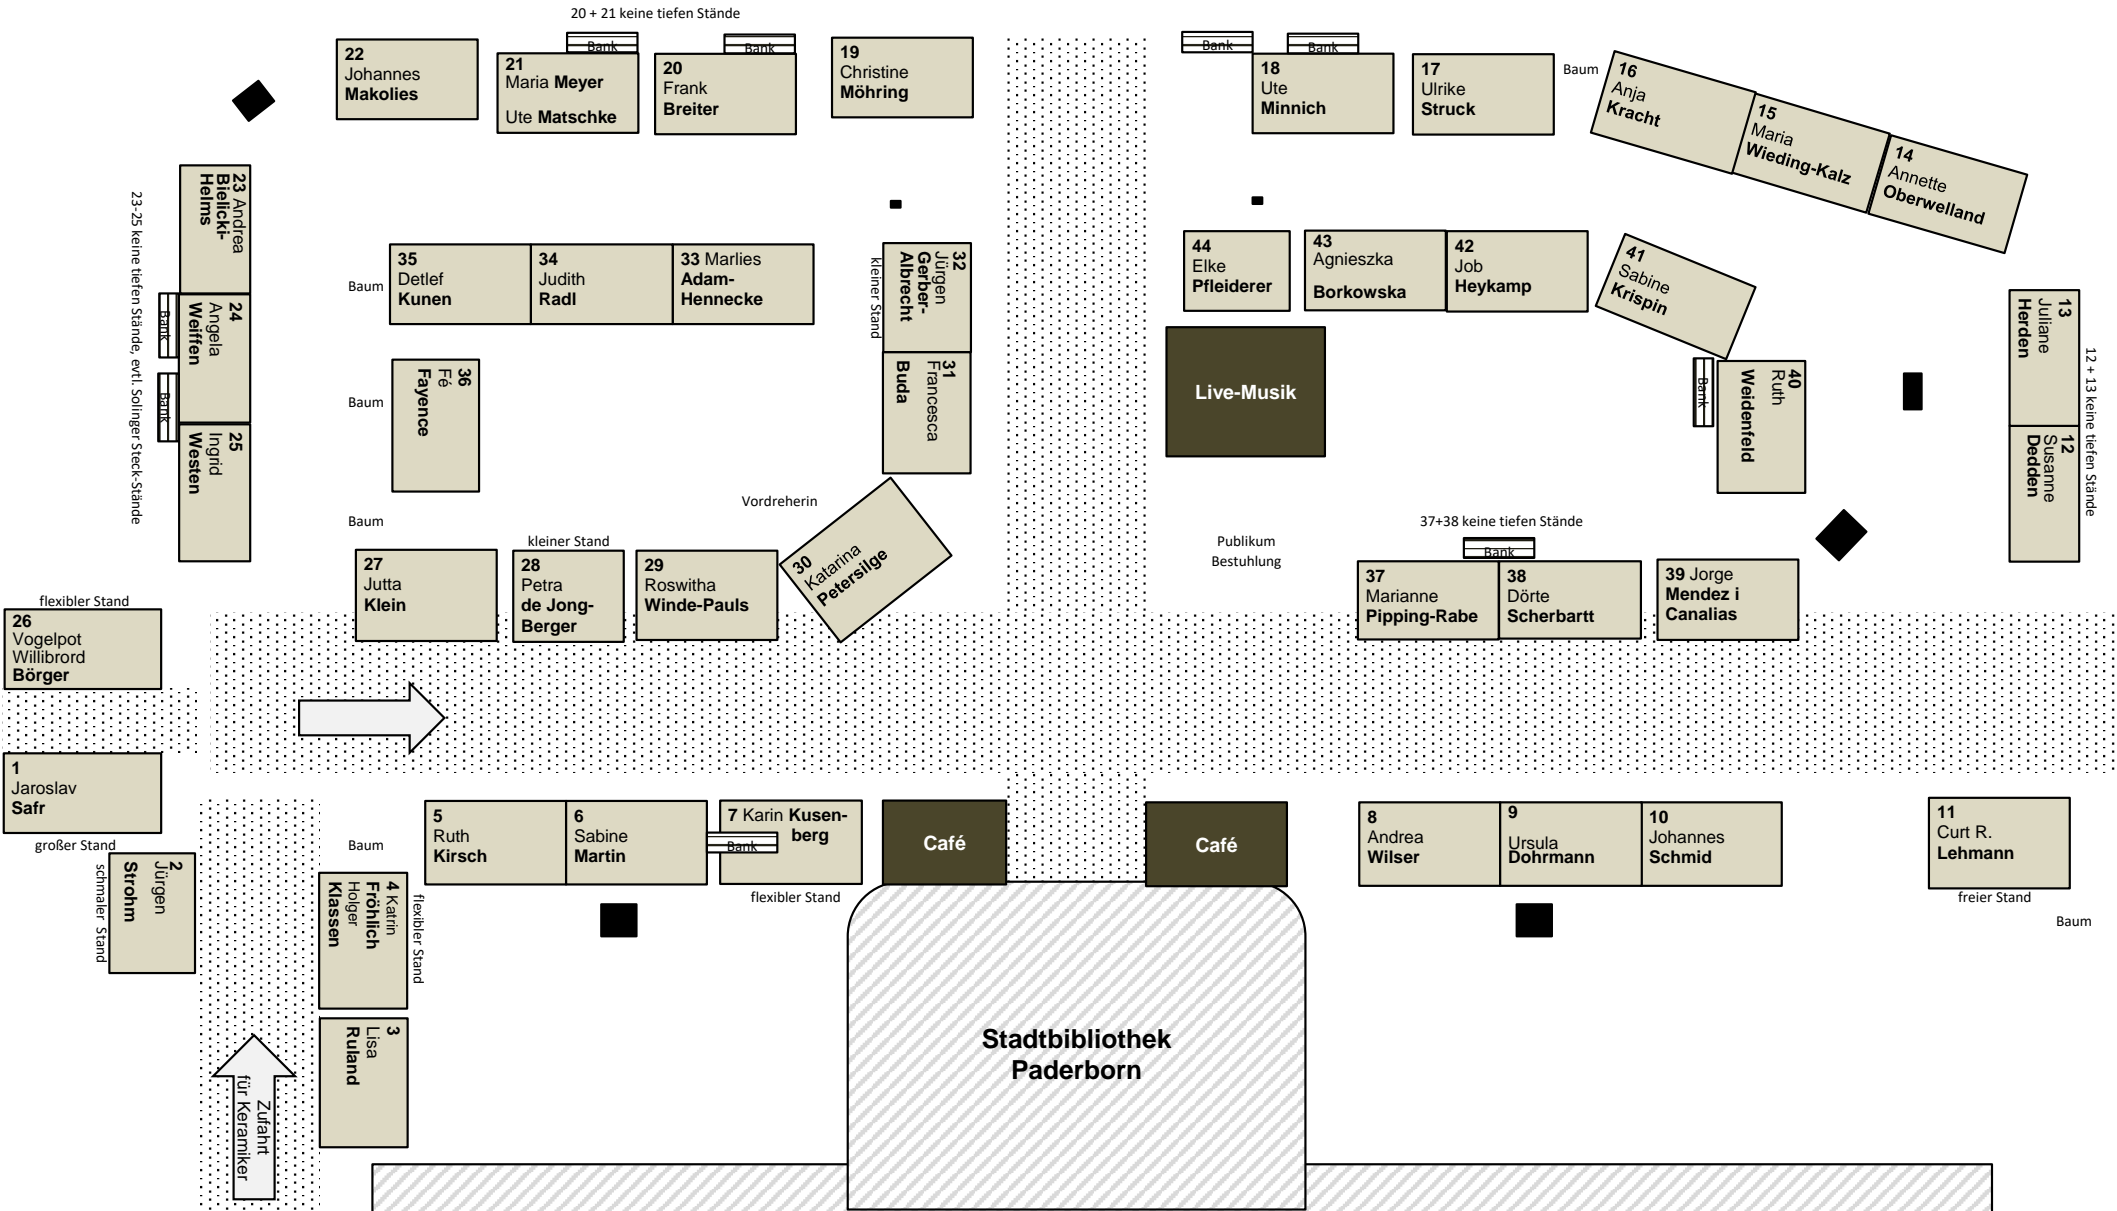 20 + 21 keine tiefen Stände
22
Johannes
Makolies
Bank
21
Maria Meyer
Ute Matschke
Bank
20
Frank
Breiter
19
Christine
Möhring
Bank
Bank
18
Ute
Minnich
17
Ulrike
Struck
Baum
16
Anja
Kracht
15
Maria
Wieding-Kalz
14
Annette
Oberwelland
23-25 keine tiefen Stände, evtl. Solinger Steck-Stände
23 Andrea
Bielicki-
Helms
24
Angela
Weiffen
Bank
Bank
25
Ingrid
Westen
Baum
35
Detlef
Kunen
34
Judith
Radl
33 Marlies
Adam-
Hennecke
32
Jürgen
Gerber-
Albrecht
kleiner Stand
31
Francesca
Buda
Baum
36
Fé
Fayence
Baum
44
Elke
Pfleiderer
43
Agnieszka
Borkowska
42
Job
Heykamp
41
Sabine
Krispin
Live-Musik
Bank
40
Ruth
Weidenfeld
13
Juliane
Herden
12
Susanne
Dedden
12 + 13 keine tiefen Stände
Vordreherin
27
Jutta
Klein
kleiner Stand
28
Petra
de Jong-
Berger
29
Roswitha
Winde-Pauls
30
Katarina
Petersilge
Publikum
Bestuhlung
37+38 keine tiefen Stände
Bank
37
Marianne
Pipping-Rabe
38
Dörte
Scherbartt
39 Jorge
Mendez i
Canalias
flexibler Stand
26
Vogelpot
Willibrord
Börger
1
Jaroslav
Safr
großer Stand
2
Jürgen
Strohm
schmaler Stand
Baum
4 Katrin
Fröhlich
Holger
Klassen
flexibler Stand
3
Lisa
Ruland
Zufahrt
für Keramiker
5
Ruth
Kirsch
6
Sabine
Martin
7 Karin Kusen-
berg
Bank
flexibler Stand
Café
Café
8
Andrea
Wilser
9
Ursula
Dohrmann
10
Johannes
Schmid
11
Curt R.
Lehmann
freier Stand
Baum
Stadtbibliothek
Paderborn